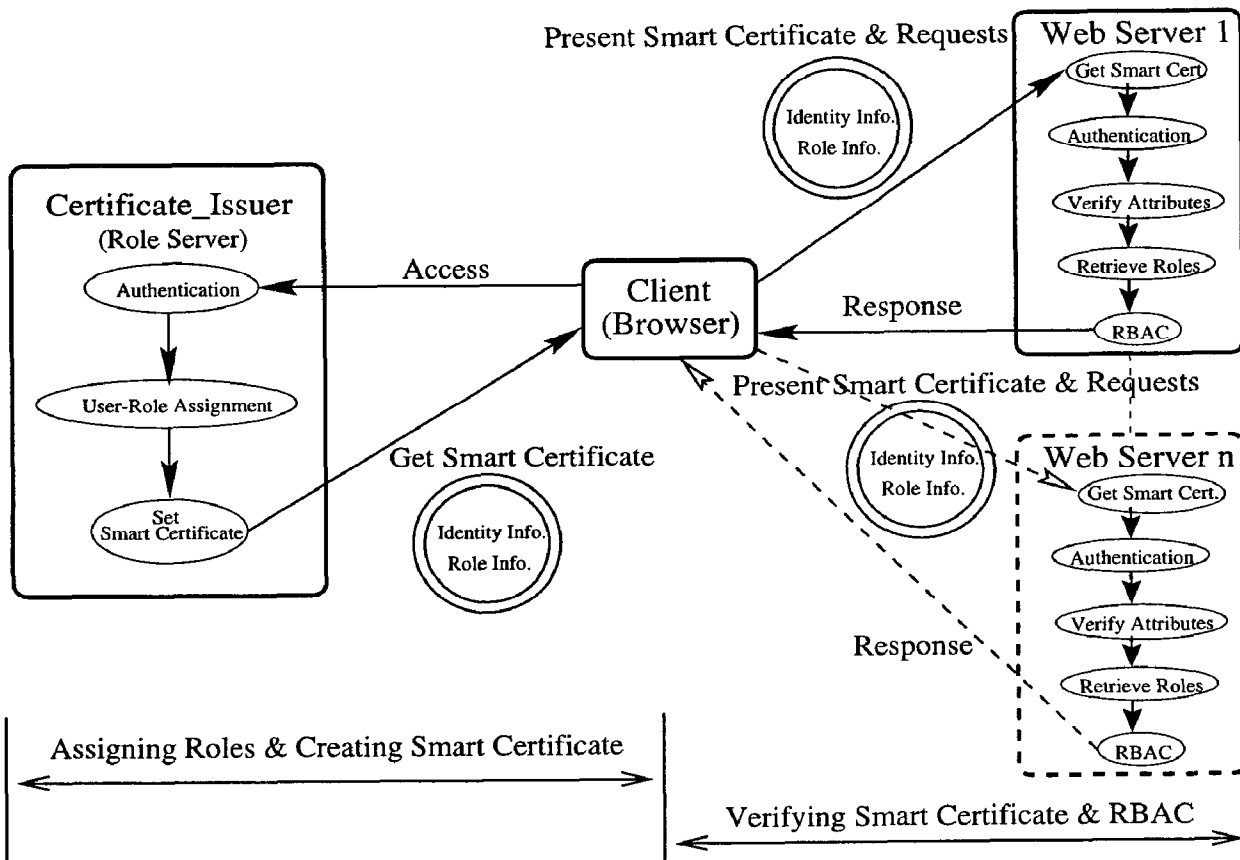 Present Smart Certificate & Requests
Web Server 1
Get Smart Cert
Authentication
Verify Attributes
Retrieve Roles
RBAC
Identity Info.
Role Info.
Certificate_Issuer
(Role Server)
Authentication
User-Role Assignment
Set
Smart Certificate
Access
Client
(Browser)
Response
Get Smart Certificate
Identity Info.
Role Info.
Present Smart Certificate & Requests
Identity Info.
Role Info.
Web Server n
Get Smart Cert.
Authentication
Verify Attributes
Retrieve Roles
RBAC
Response
Assigning Roles & Creating Smart Certificate
Verifying Smart Certificate & RBAC